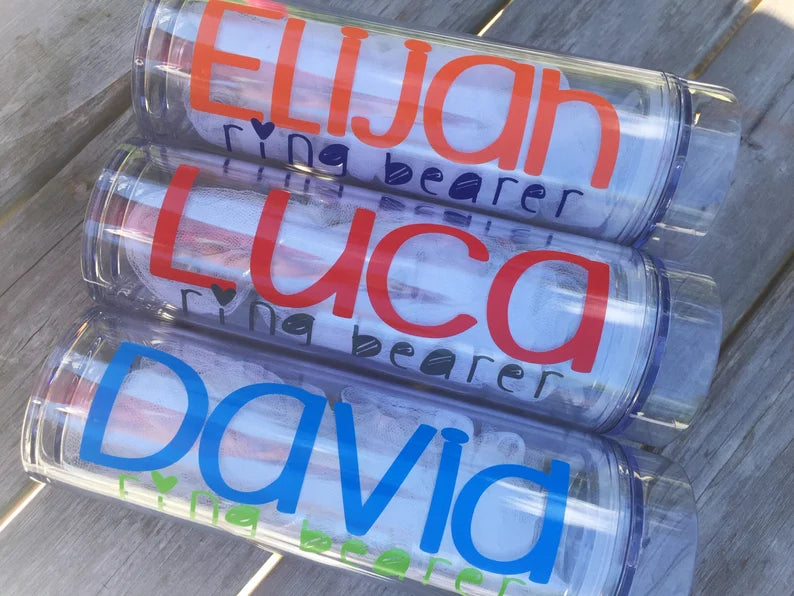 Elijah
ring bearer
Luca
ring bearer
David
ring bearer